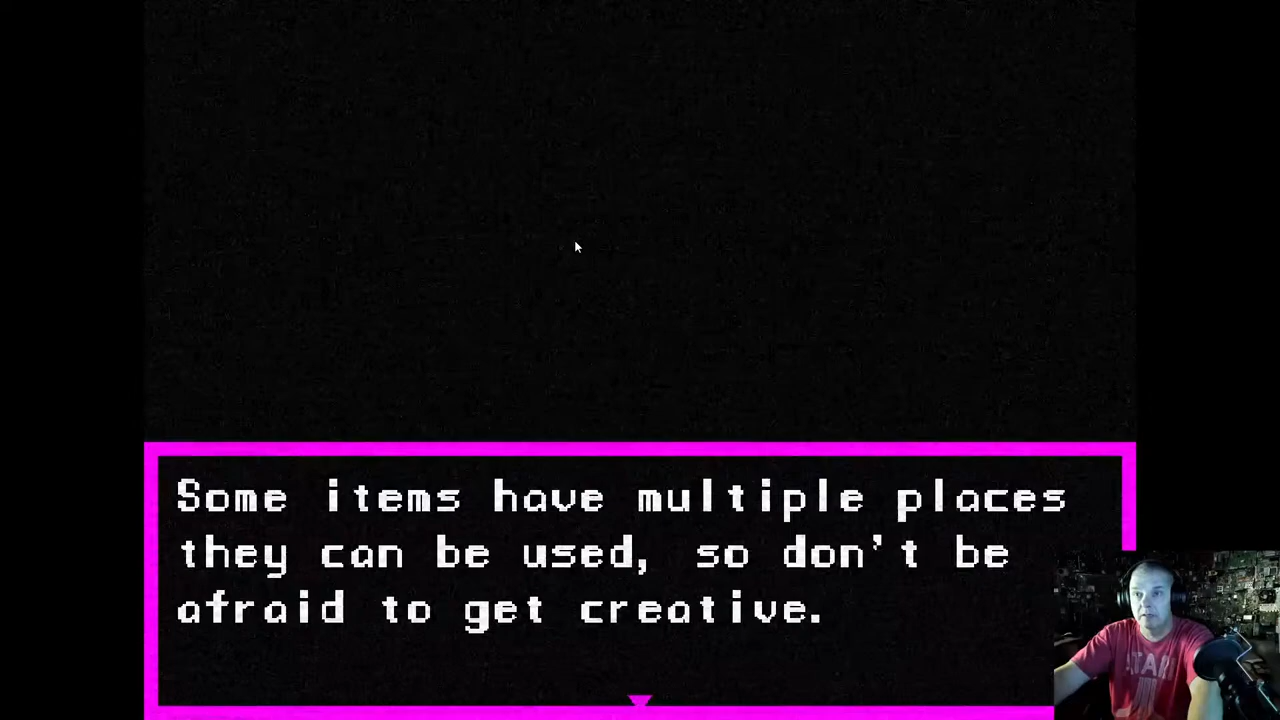 Some items have multiple places
they can be used, so don't be
afraid to get creative.